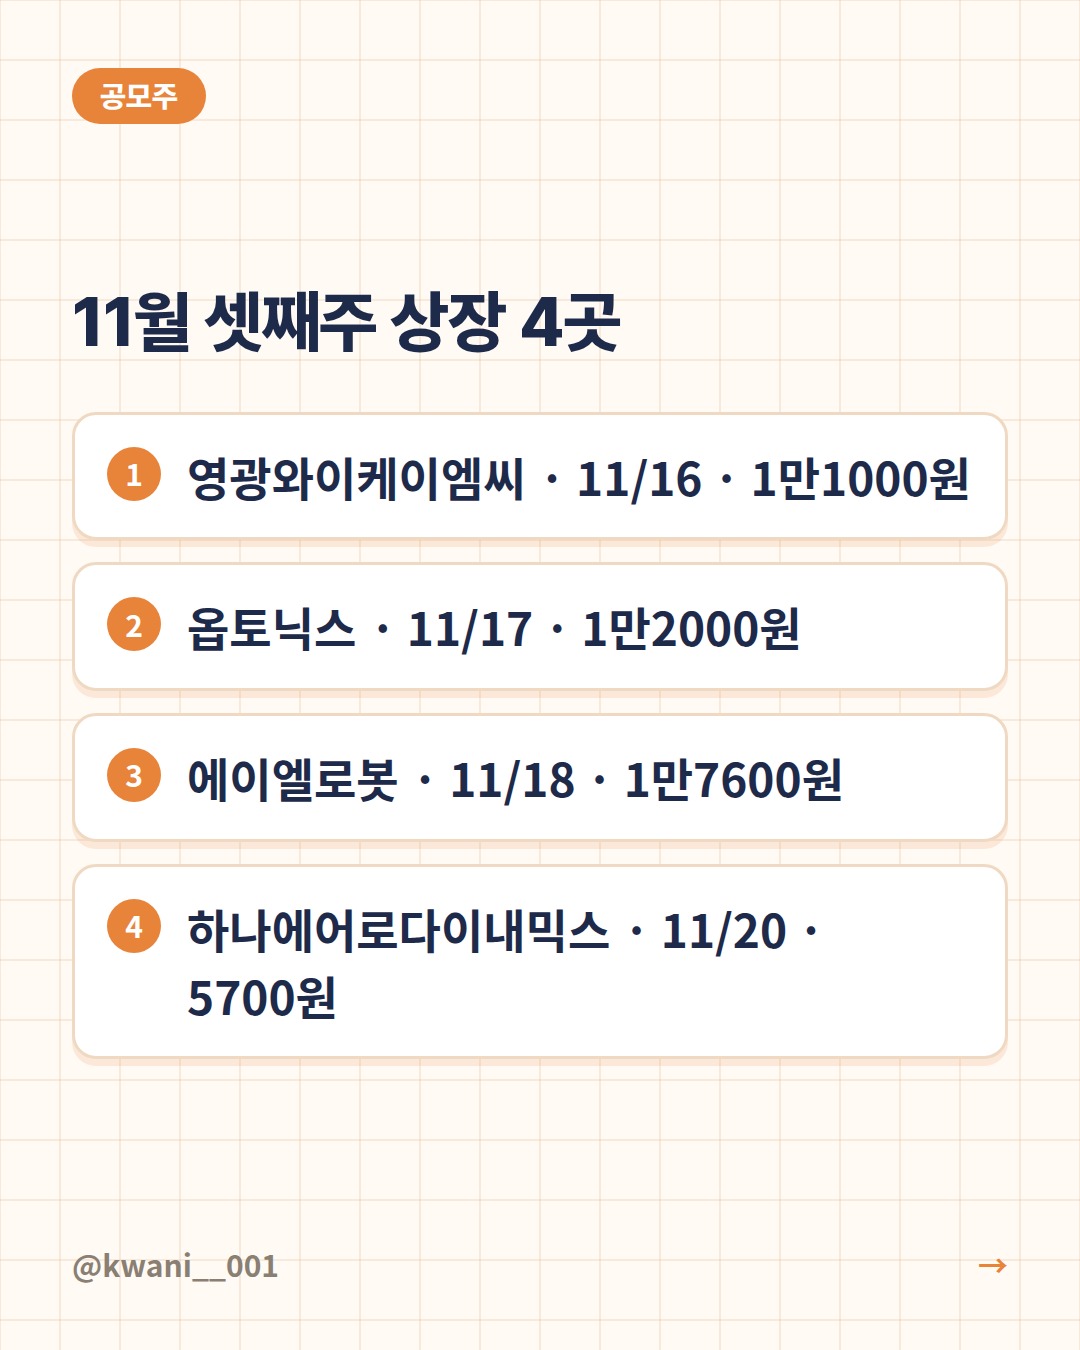 공모주
11월 셋째주 상장 4곳
1 영광와이케이엠씨 · 11/16 · 1만1000원
2 옵토닉스 · 11/17 · 1만2000원
3 에이엘로봇 · 11/18 · 1만7600원
4 하나에어로다이내믹스 · 11/20 ·
5700원
@kwani__001 →